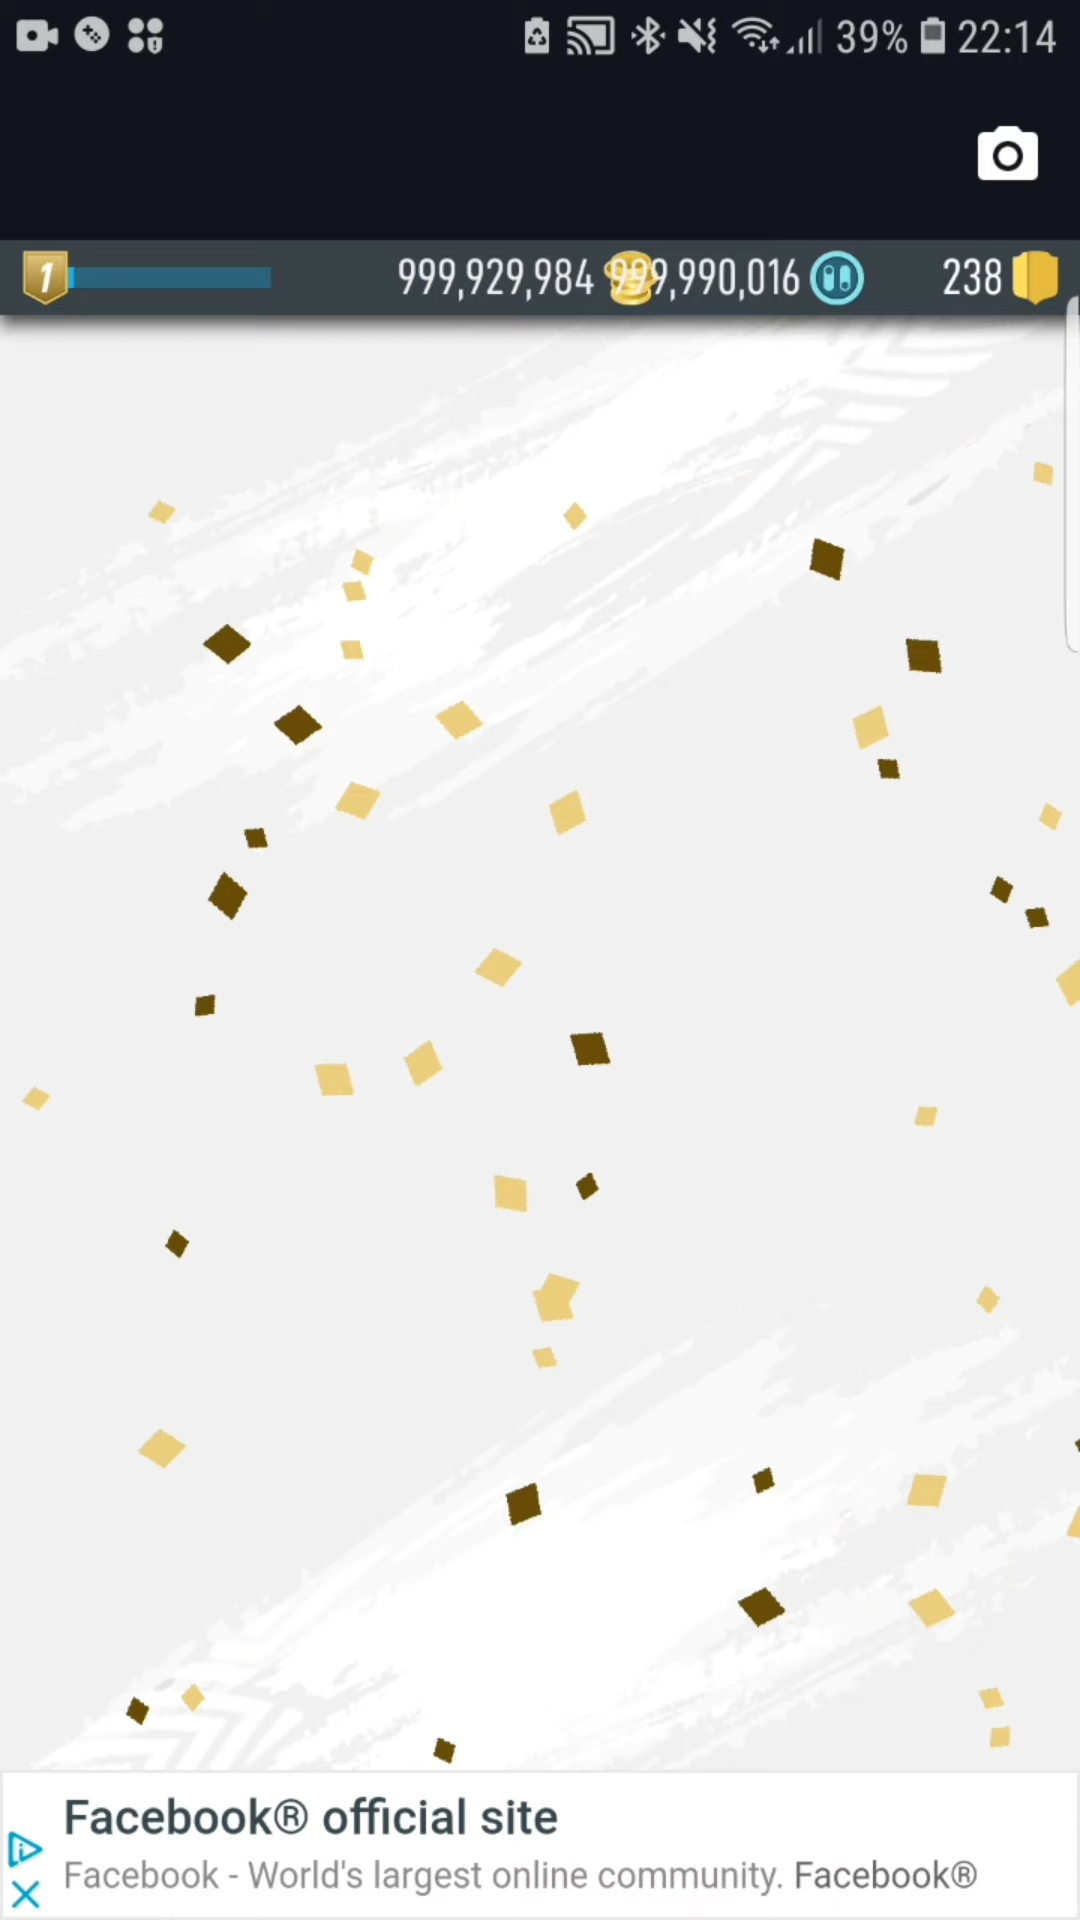 39% 22:14
1 999,929,984 999,990,016 238
Facebook® official site
Facebook - World's largest online community. Facebook®